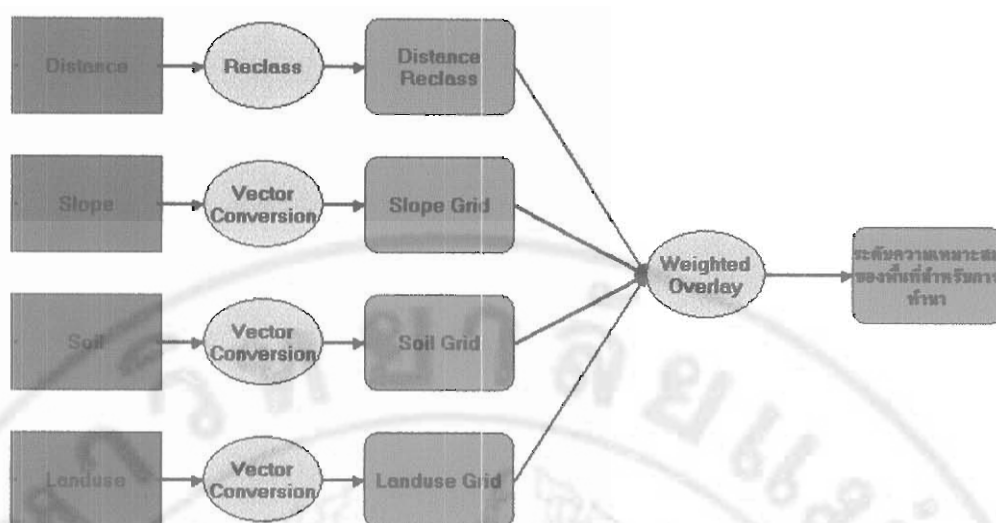 Distance
Reclass
Distance
Reclass
Slope
Vector
Conversion
Slope Grid
Soil
Vector
Conversion
Soil Grid
Landuse
Vector
Conversion
Landuse Grid
Weighted
Overlay
ระดับความเหมาะสม
ของพื้นที่สำหรับการ
ทำนา